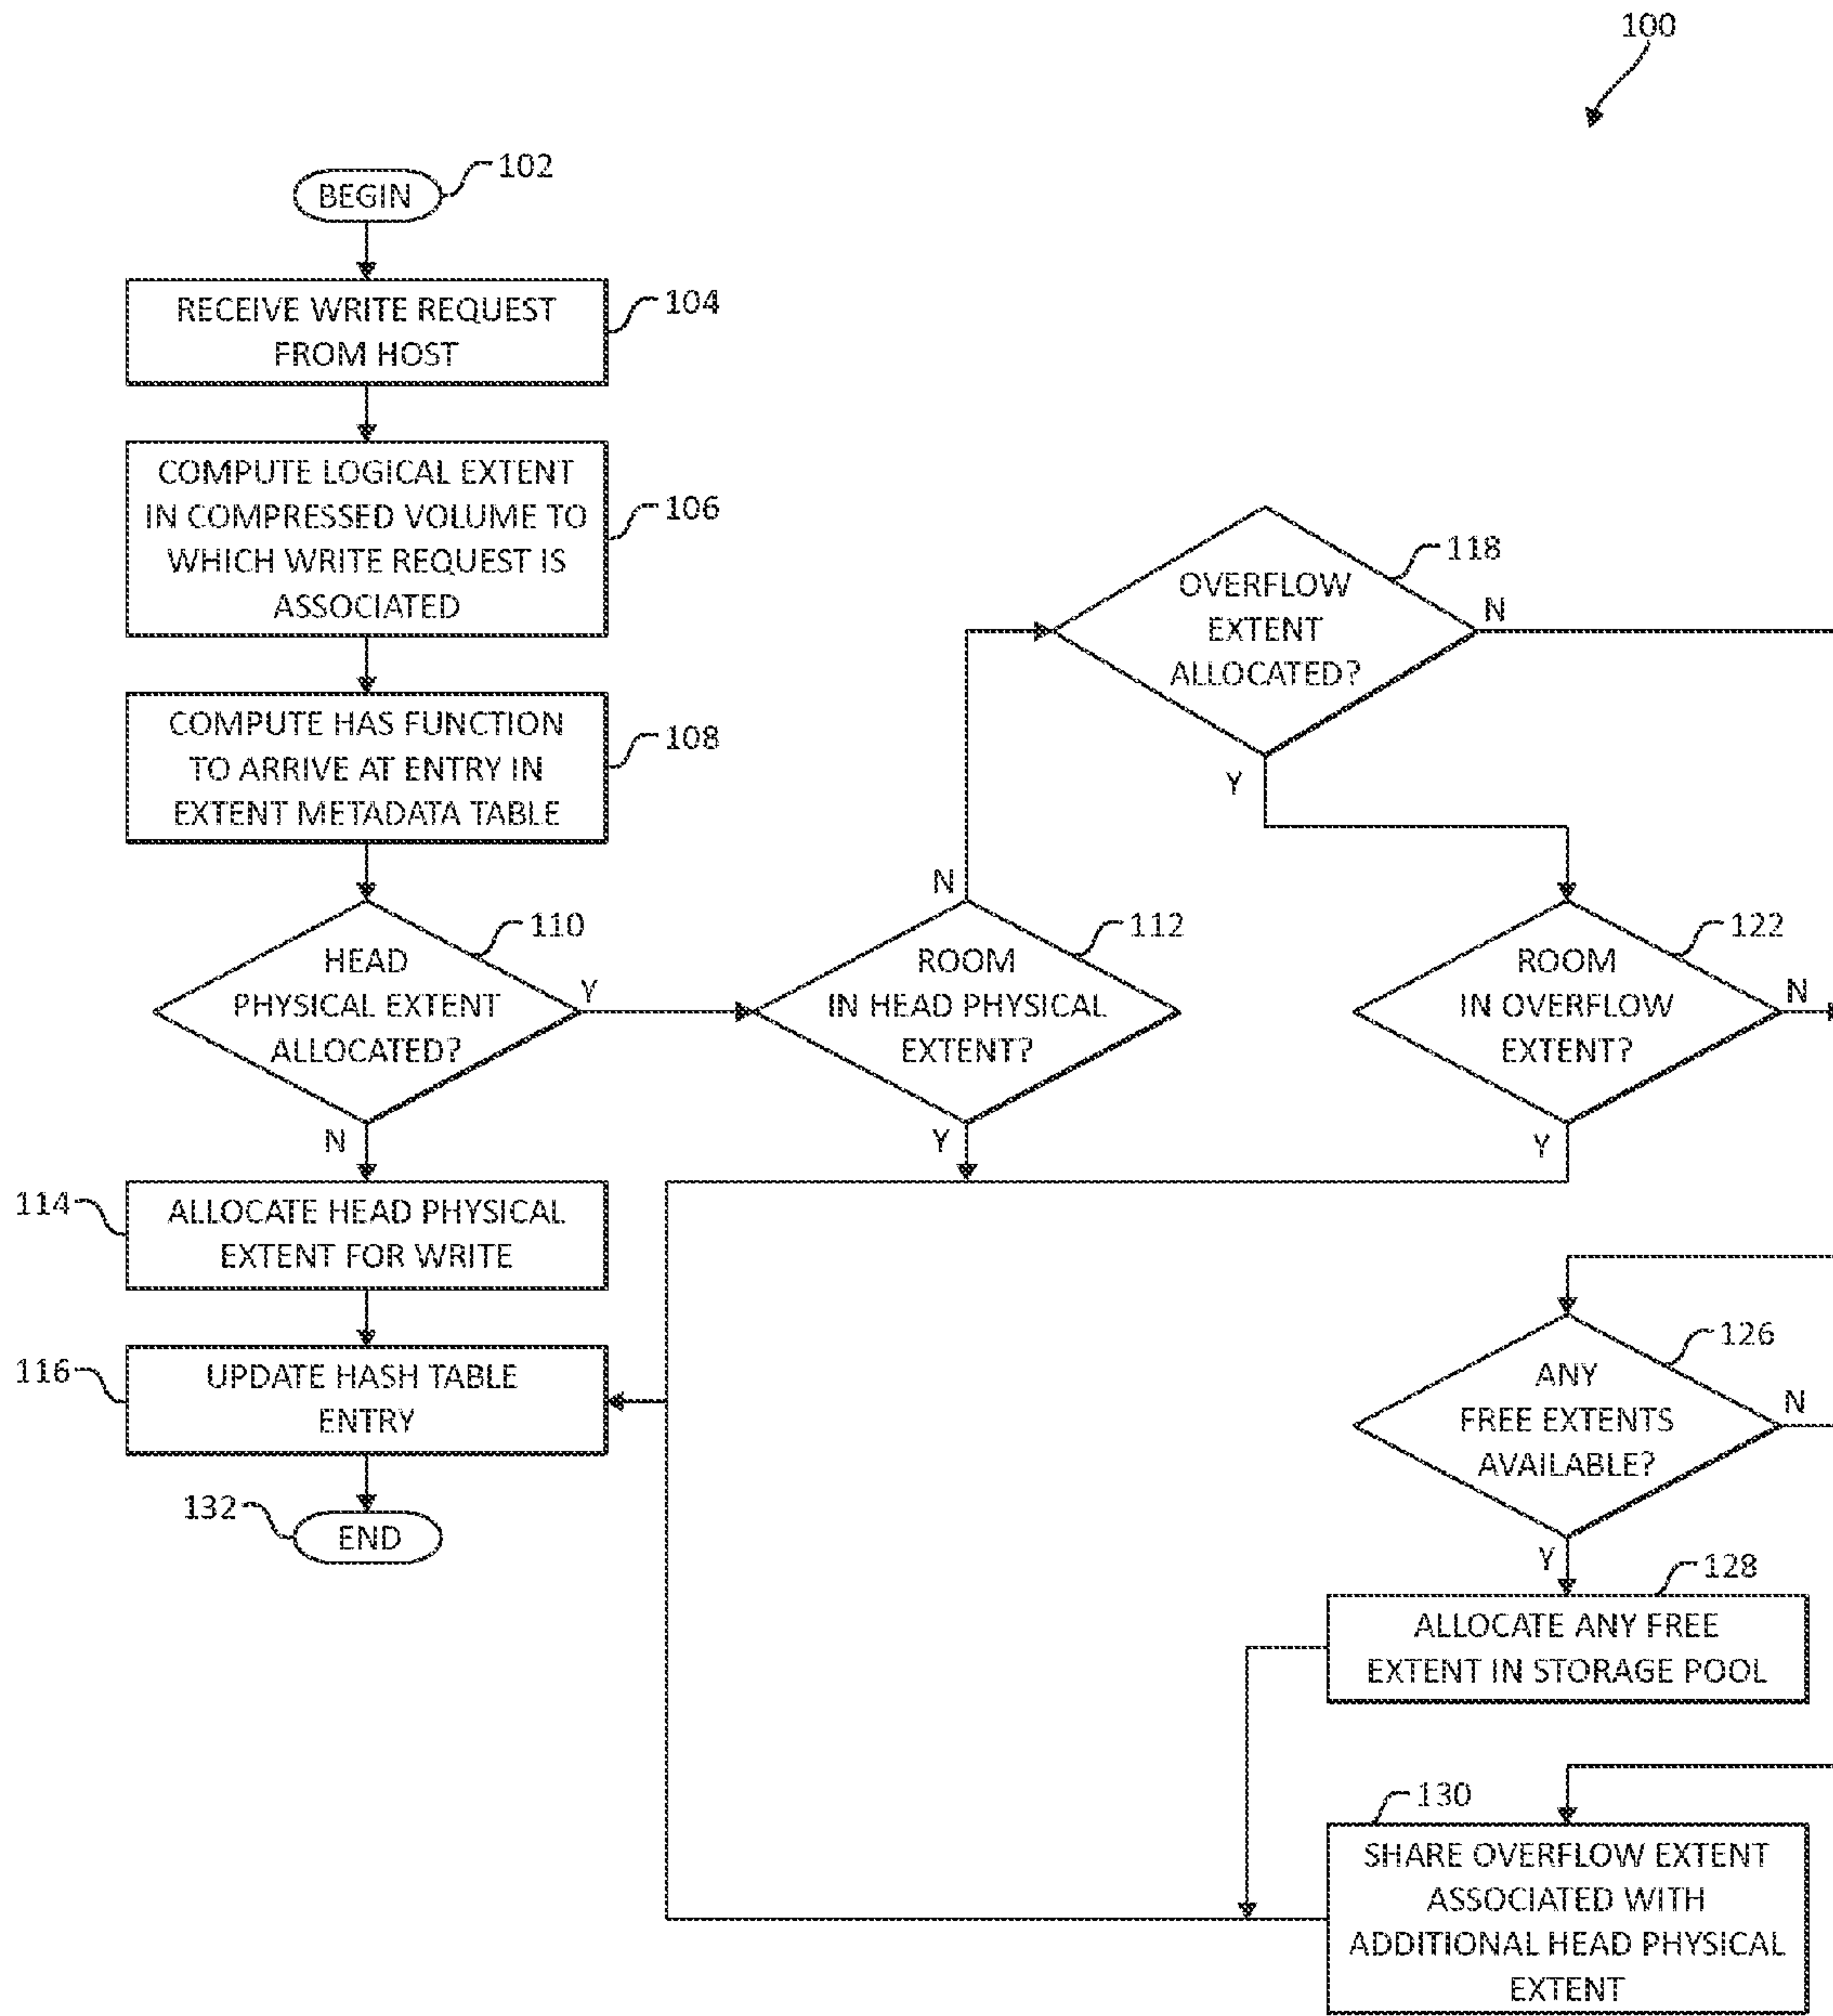 100
BEGIN
102
RECEIVE WRITE REQUEST
FROM HOST
104
COMPUTE LOGICAL EXTENT
IN COMPRESSED VOLUME TO
WHICH WRITE REQUEST IS
ASSOCIATED
106
COMPUTE HAS FUNCTION
TO ARRIVE AT ENTRY IN
EXTENT METADATA TABLE
108
HEAD
PHYSICAL EXTENT
ALLOCATED?
110
Y
N
ROOM
IN HEAD PHYSICAL
EXTENT?
112
N
Y
OVERFLOW
EXTENT
ALLOCATED?
118
N
Y
ROOM
IN OVERFLOW
EXTENT?
122
N
Y
114
ALLOCATE HEAD PHYSICAL
EXTENT FOR WRITE
116
UPDATE HASH TABLE
ENTRY
132
END
ANY
FREE EXTENTS
AVAILABLE?
126
N
Y
128
ALLOCATE ANY FREE
EXTENT IN STORAGE POOL
130
SHARE OVERFLOW EXTENT
ASSOCIATED WITH
ADDITIONAL HEAD PHYSICAL
EXTENT